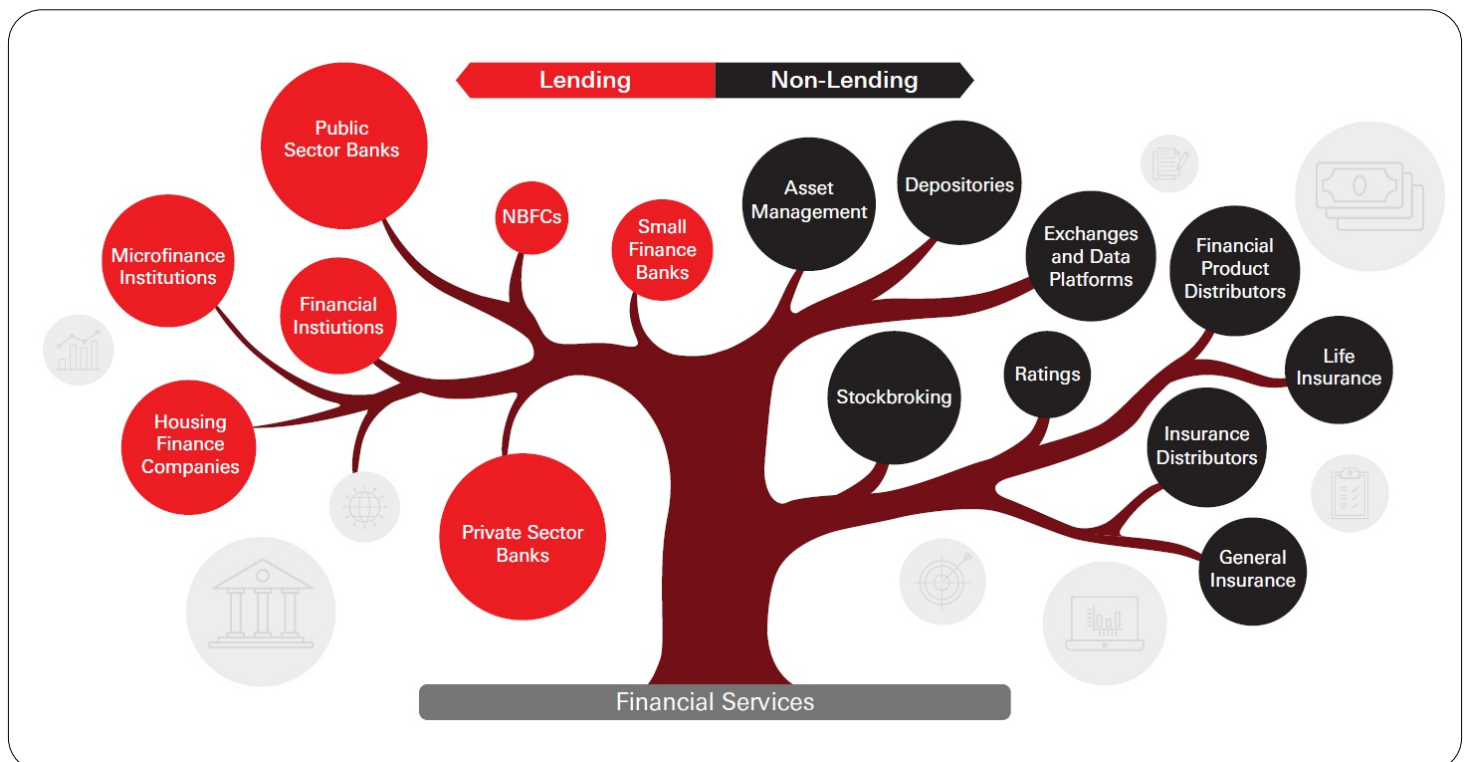 Lending
Non-Lending
Public
Sector Banks
NBFCs
Small
Finance
Banks
Microfinance
Institutions
Financial
Instiutions
Housing
Finance
Companies
Private Sector
Banks
Asset
Management
Depositories
Exchanges
and Data
Platforms
Financial
Product
Distributors
Life
Insurance
Stockbroking
Ratings
Insurance
Distributors
General
Insurance
Financial Services